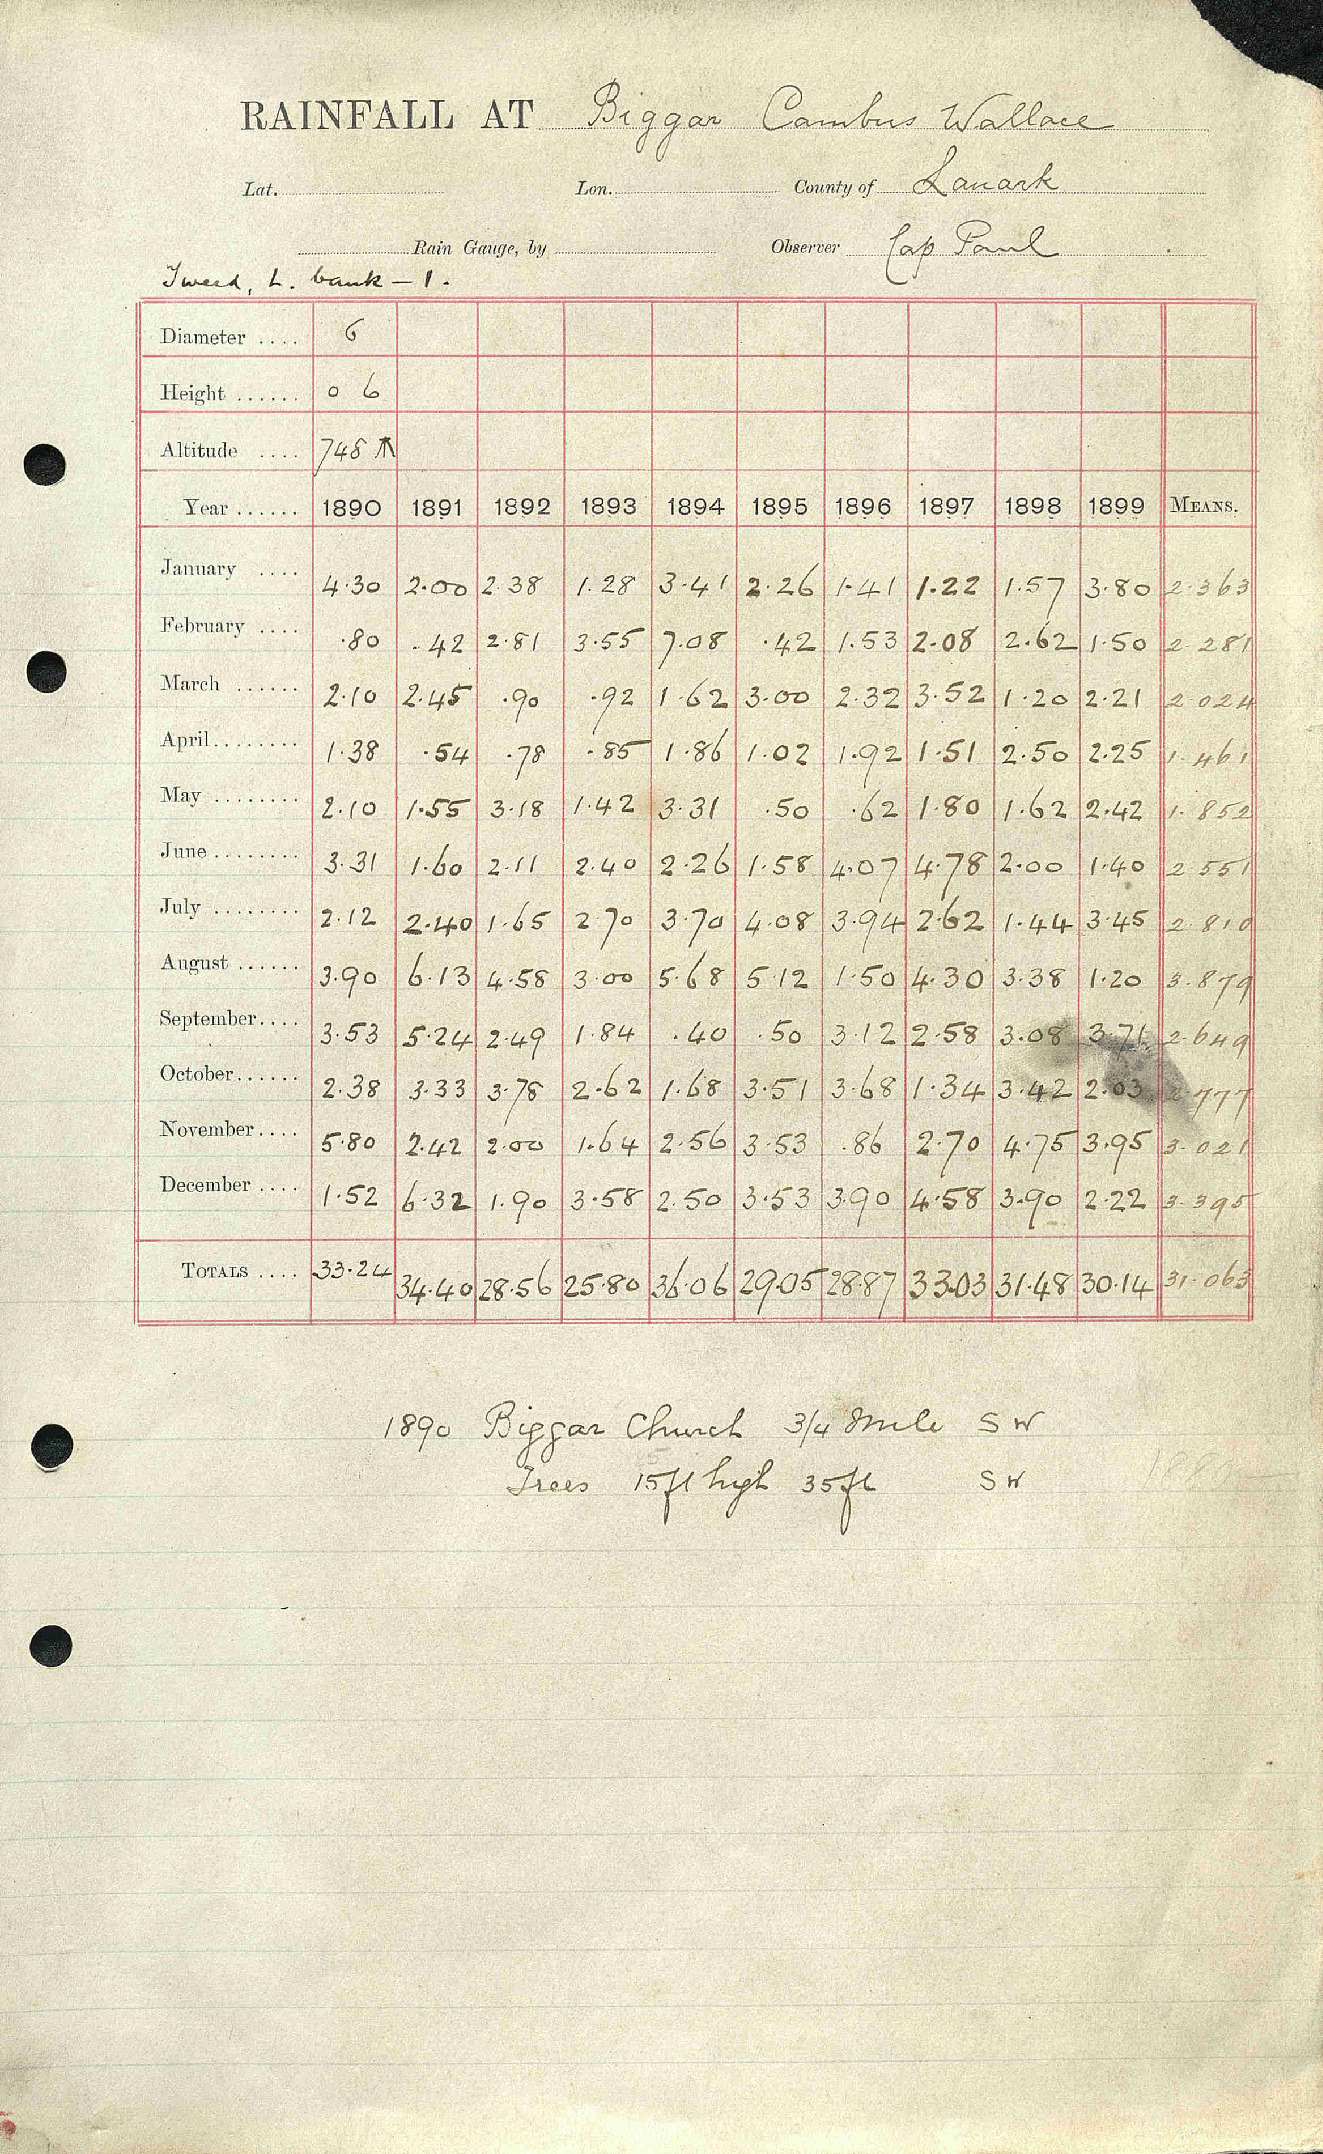 RAINFALL AT Biggar Cambus Wallace
Lat. Lon. County of Lanark
Rain Gauge, by Observer Cap Paul
Tweed, L. bank – 1.
Diameter .... 6
Height ...... 0 6
Altitude .... 748
Year ...... 1890 1891 1892 1893 1894 1895 1896 1897 1898 1899 MEANS.
January .... 4.30 2.00 2.38 1.28 3.41 2.26 1.41 1.22 1.57 3.80 2.363
February .... .80 .42 2.81 3.55 7.08 .42 1.53 2.08 2.62 1.50 2 281
March ...... 2.10 2.45 .90 .92 1.62 3.00 2.32 3.52 1.20 2.21 2 024
April........ 1.38 .54 .78 .85 1.86 1.02 1.92 1.51 2.50 2.25 1.461
May ........ 2.10 1.55 3.18 1.42 3.31 .50 .62 1.80 1.62 2.42 1.852
June........ 3.31 1.60 2.11 2.40 2.26 1.58 4.07 4.78 2.00 1.40 2 551
July ........ 2.12 2.40 1.65 2 70 3.70 4.08 3.94 2.62 1.44 3.45 2.810
August ...... 3.90 6.13 4.58 3.00 5.68 5.12 1.50 4.30 3.38 1.20 3.879
September.... 3.53 5.24 2.49 1.84 .40 .50 3.12 2.58 3.08 3.71 2.649
October...... 2.38 3.33 3.78 2.62 1.68 3.51 3.68 1.34 3.42 2.03 2.777
November.... 5.80 2.42 2.00 1.64 2.56 3.53 .86 2.70 4.75 3.95 3.021
December .... 1.52 6.32 1.90 3.58 2.50 3.53 3.90 4.58 3.90 2.22 3.395
TOTALS .... 33.24 34.40 28.56 25.80 36.06 29.05 28.87 33.03 31.48 30.14 31.063
1890 Biggar Church 3/4 Mile SW
Trees 15ft high 35ft SW